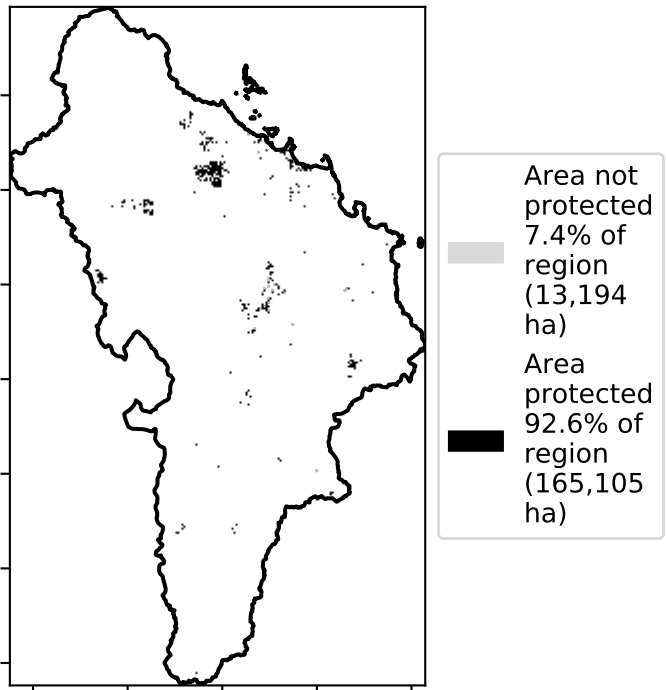 Area not
protected
7.4% of
region
(13,194
ha)
Area
protected
92.6% of
region
(165,105
ha)